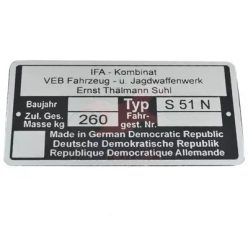 IFA - Kombinat
VEB Fahrzeug - u. Jagdwaffenwerk
Ernst Thälmann Suhl
Baujahr Typ S 51 N
Zul. Ges. Masse kg 260 Fahr- gest. Nr.
Made in German Democratic Republic
Deutsche Demokratische Republik
Republique Democratique Allemande